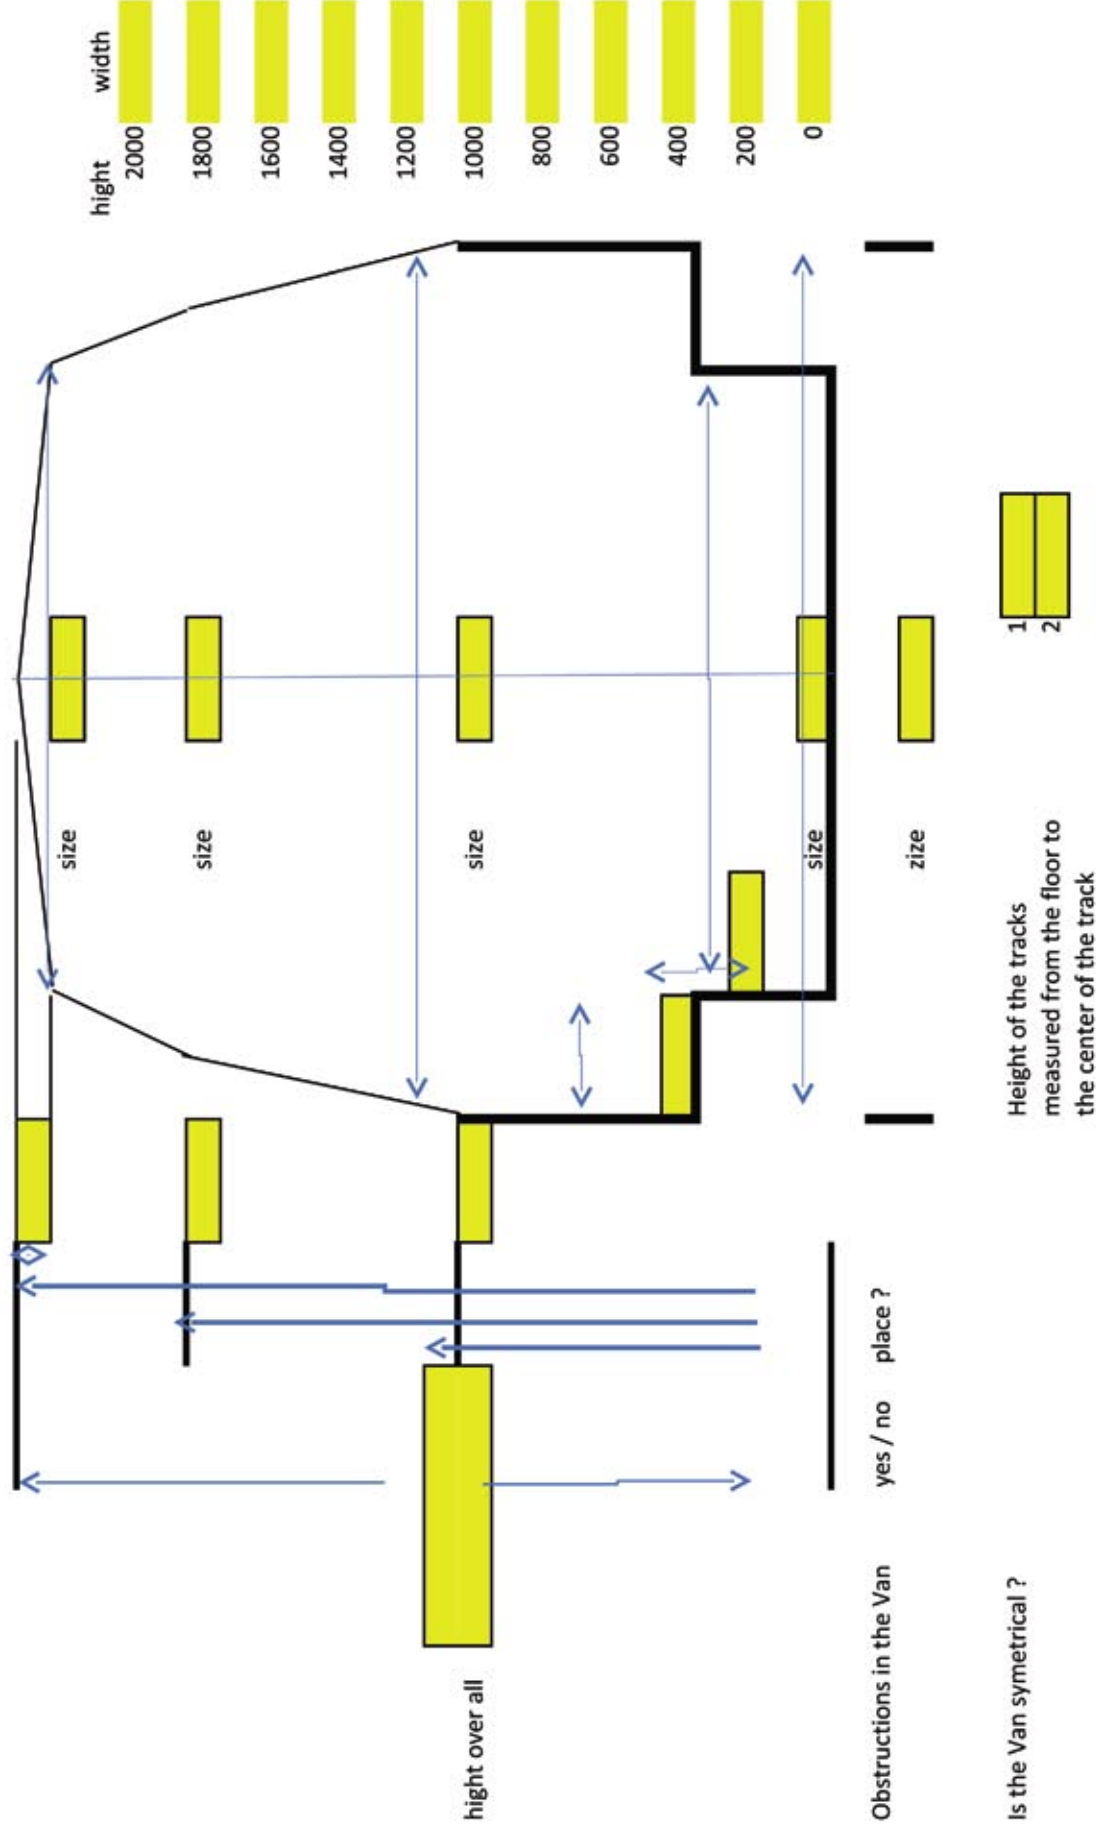 hight width
2000
1800
1600
1400
1200
1000
800
600
400
200
0
size
size
size
size
zize
hight over all
Obstructions in the Van yes / no place ?
Is the Van symetrical ?
Height of the tracks
measured from the floor to
the center of the track
1
2